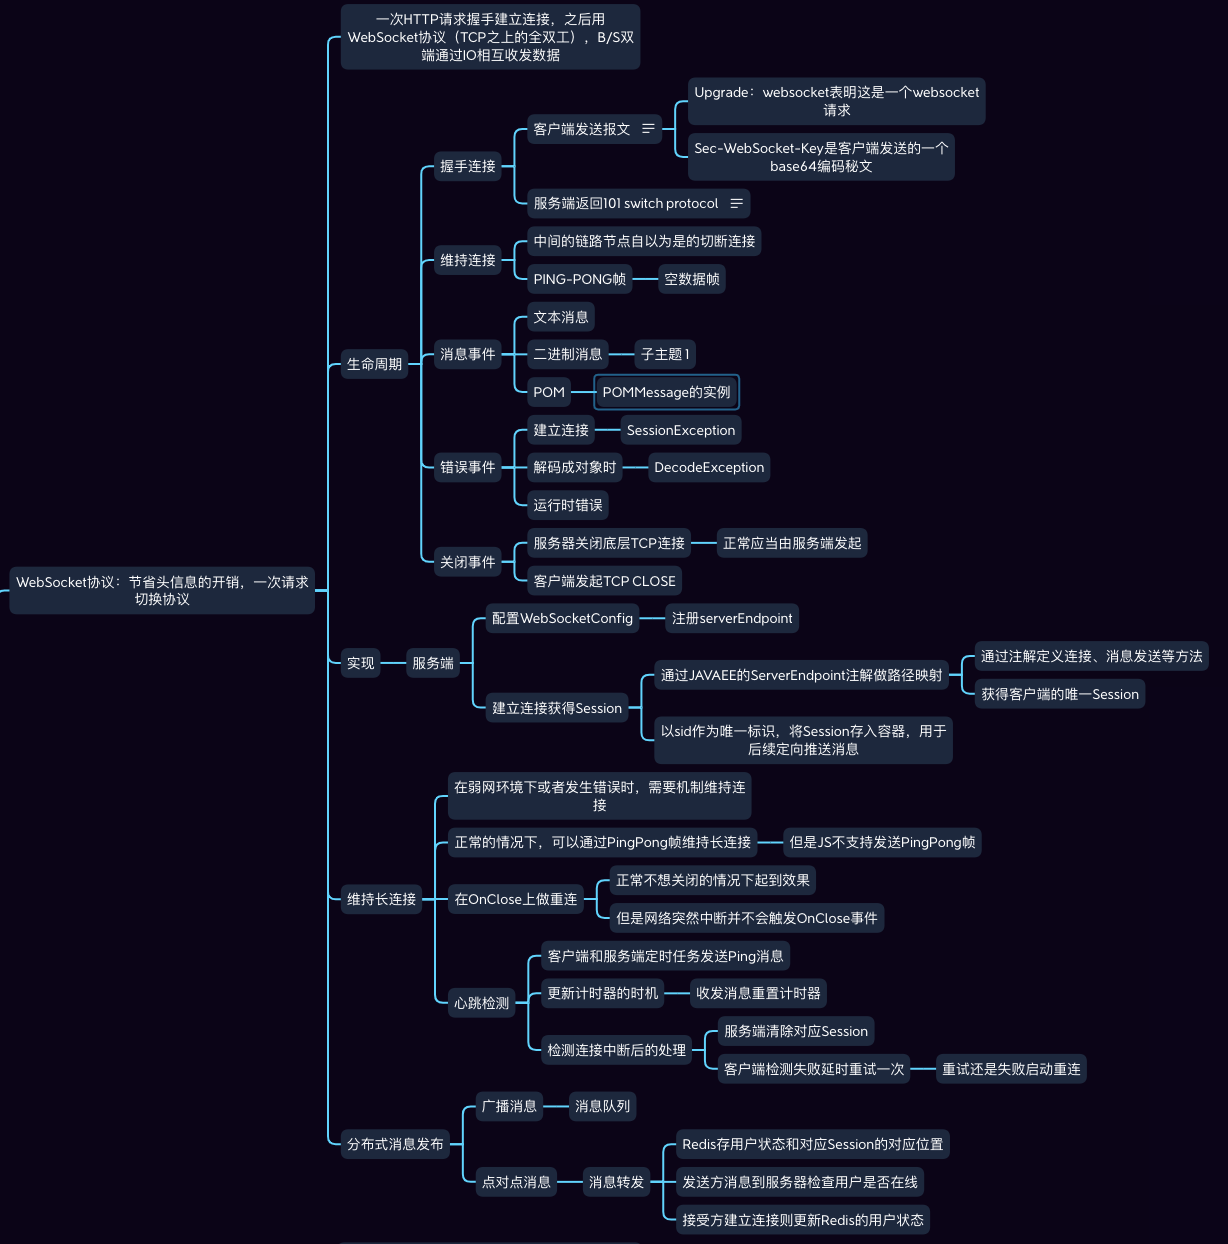 一次HTTP请求握手建立连接，之后用
WebSocket协议（TCP之上的全双工），B/S双
端通过IO相互收发数据
Upgrade：websocket表明这是一个websocket
请求
客户端发送报文
Sec-WebSocket-Key是客户端发送的一个
base64编码秘文
握手连接
服务端返回101 switch protocol
中间的链路节点自以为是的切断连接
维持连接
PING-PONG帧
空数据帧
文本消息
消息事件
二进制消息
子主题 1
生命周期
POM
POMMessage的实例
建立连接
SessionException
错误事件
解码成对象时
DecodeException
运行时错误
服务器关闭底层TCP连接
正常应当由服务端发起
关闭事件
客户端发起TCP CLOSE
WebSocket协议：节省头信息的开销，一次请求
切换协议
配置WebSocketConfig
注册serverEndpoint
实现
服务端
通过JAVAEE的ServerEndpoint注解做路径映射
通过注解定义连接、消息发送等方法
获得客户端的唯一Session
建立连接获得Session
以sid作为唯一标识，将Session存入容器，用于
后续定向推送消息
在弱网环境下或者发生错误时，需要机制维持连
接
正常的情况下，可以通过PingPong帧维持长连接
但是JS不支持发送PingPong帧
维持长连接
在OnClose上做重连
正常不想关闭的情况下起到效果
但是网络突然中断并不会触发OnClose事件
客户端和服务端定时任务发送Ping消息
心跳检测
更新计时器的时机
收发消息重置计时器
检测连接中断后的处理
服务端清除对应Session
客户端检测失败延时重试一次
重试还是失败启动重连
广播消息
消息队列
分布式消息发布
Redis存用户状态和对应Session的对应位置
点对点消息
消息转发
发送方消息到服务器检查用户是否在线
接受方建立连接则更新Redis的用户状态